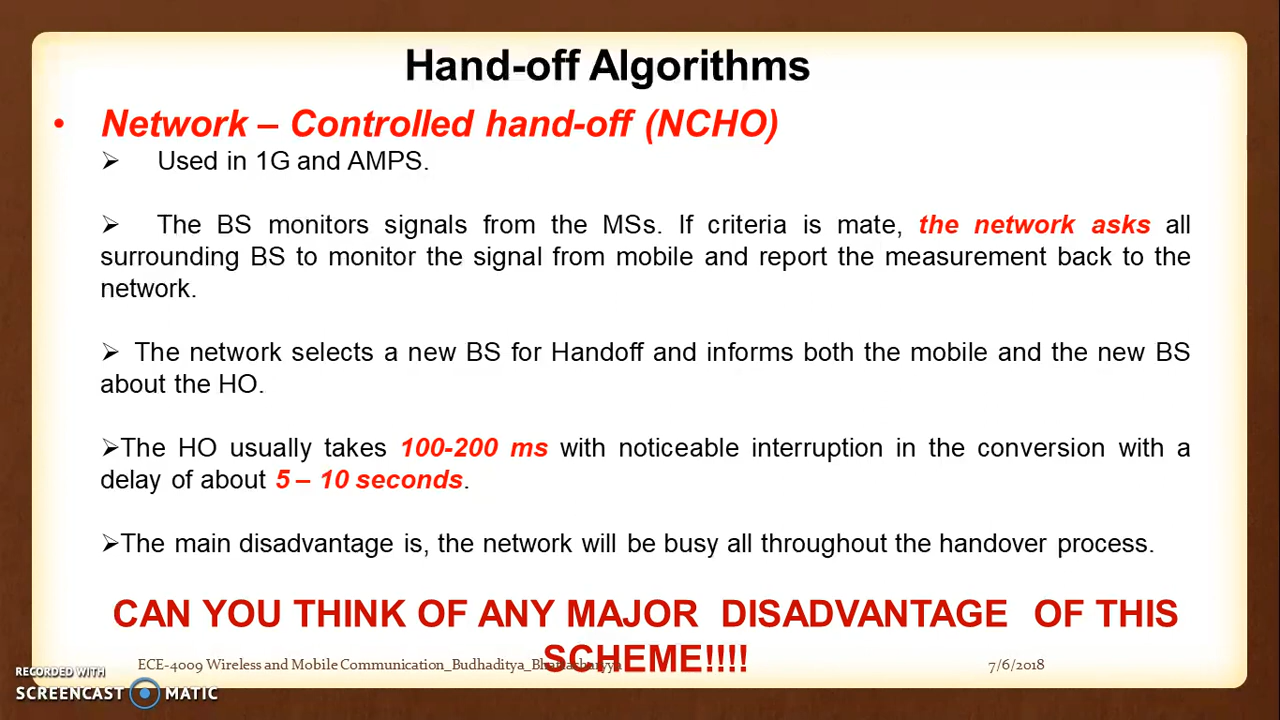 Hand-off Algorithms
• Network – Controlled hand-off (NCHO)
➢ Used in 1G and AMPS.
➢ The BS monitors signals from the MSs. If criteria is mate, the network asks all
surrounding BS to monitor the signal from mobile and report the measurement back to the
network.
➢ The network selects a new BS for Handoff and informs both the mobile and the new BS
about the HO.
➢The HO usually takes 100-200 ms with noticeable interruption in the conversion with a
delay of about 5 – 10 seconds.
➢The main disadvantage is, the network will be busy all throughout the handover process.
CAN YOU THINK OF ANY MAJOR DISADVANTAGE OF THIS
SCHEME!!!!
ECE-4009 Wireless and Mobile Communication_Budhaditya_
7/6/2018
RECORDED WITH
SCREENCAST MATIC